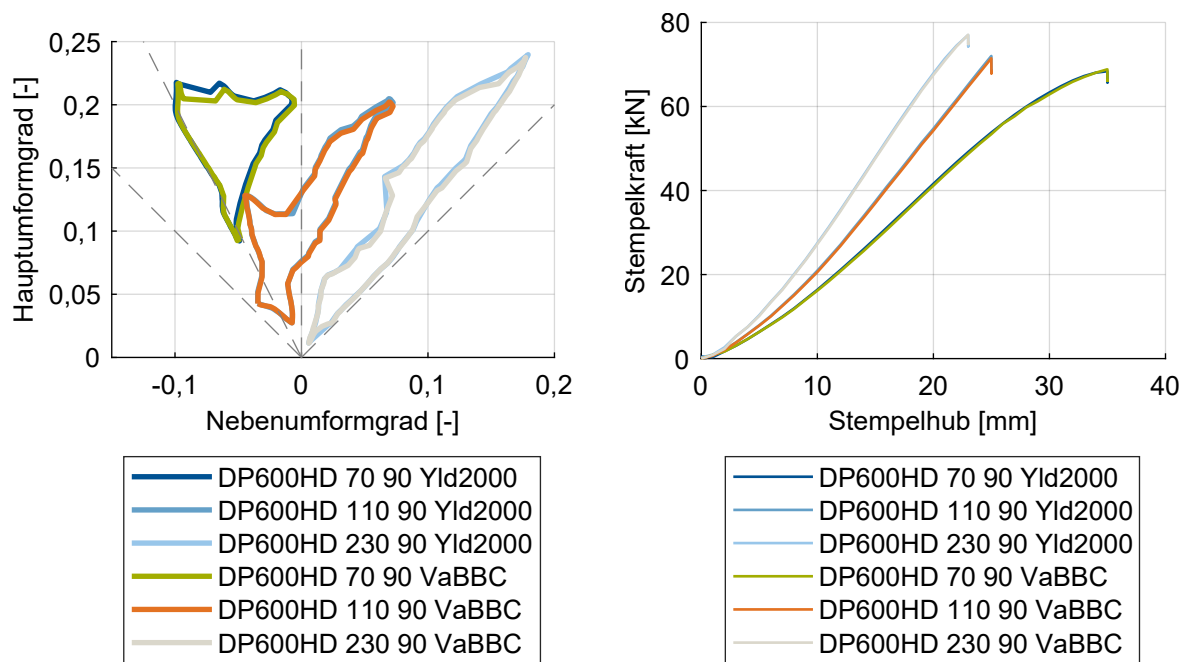 0,25
0,2
0,15
0,1
0,05
0
-0,1
0
0,1
0,2
Hauptumformgrad [-]
Nebenumformgrad [-]
DP600HD 70 90 Yld2000
DP600HD 110 90 Yld2000
DP600HD 230 90 Yld2000
DP600HD 70 90 VaBBC
DP600HD 110 90 VaBBC
DP600HD 230 90 VaBBC
80
60
40
20
0
0
10
20
30
40
Stempelkraft [kN]
Stempelhub [mm]
DP600HD 70 90 Yld2000
DP600HD 110 90 Yld2000
DP600HD 230 90 Yld2000
DP600HD 70 90 VaBBC
DP600HD 110 90 VaBBC
DP600HD 230 90 VaBBC